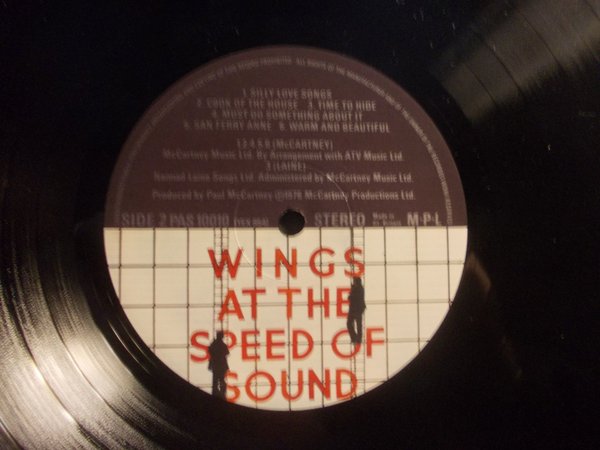 1. SILLY LOVE SONGS
2. COOK OF THE HOUSE 3. TIME TO HIDE
4. MUST DO SOMETHING ABOUT IT
5. SAN FERRY ANNE 6. WARM AND BEAUTIFUL
1 2 4 5 6 (McCARTNEY)
McCartney Music Ltd. By Arrangement with ATV Music Ltd.
3 (LAINE)
Produced by Paul McCartney ℗1976 McCartney Productions Ltd.
SIDE 2 PAS 10010 STEREO Made in M·P·L
WINGS
AT THE
SPEED OF
SOUND